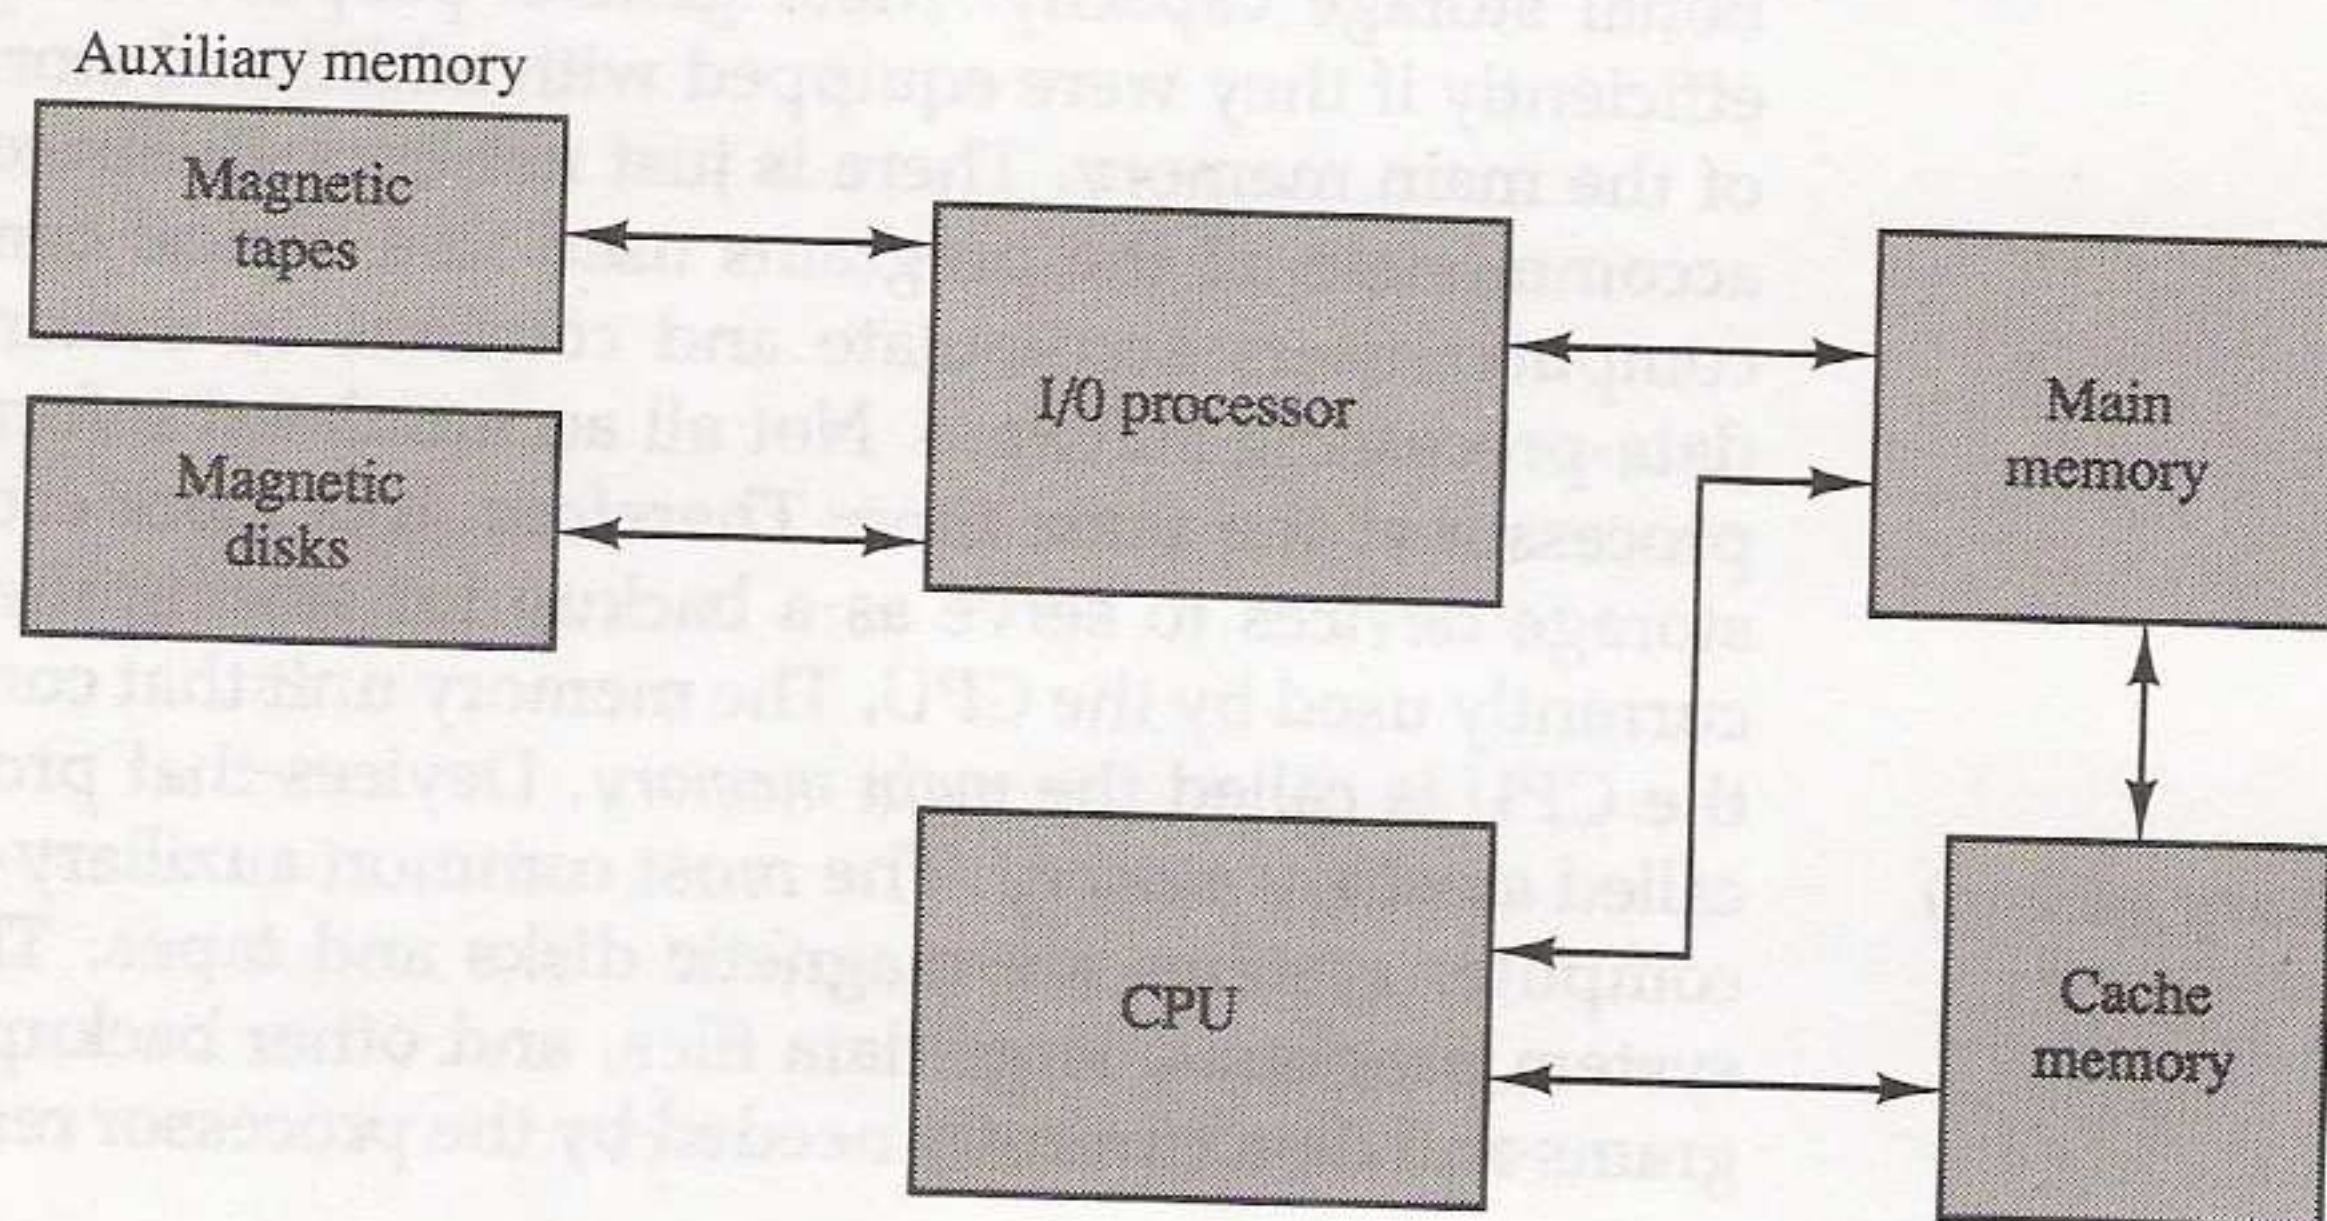 Auxiliary memory
Magnetic
tapes
Magnetic
disks
I/0 processor
Main
memory
CPU
Cache
memory